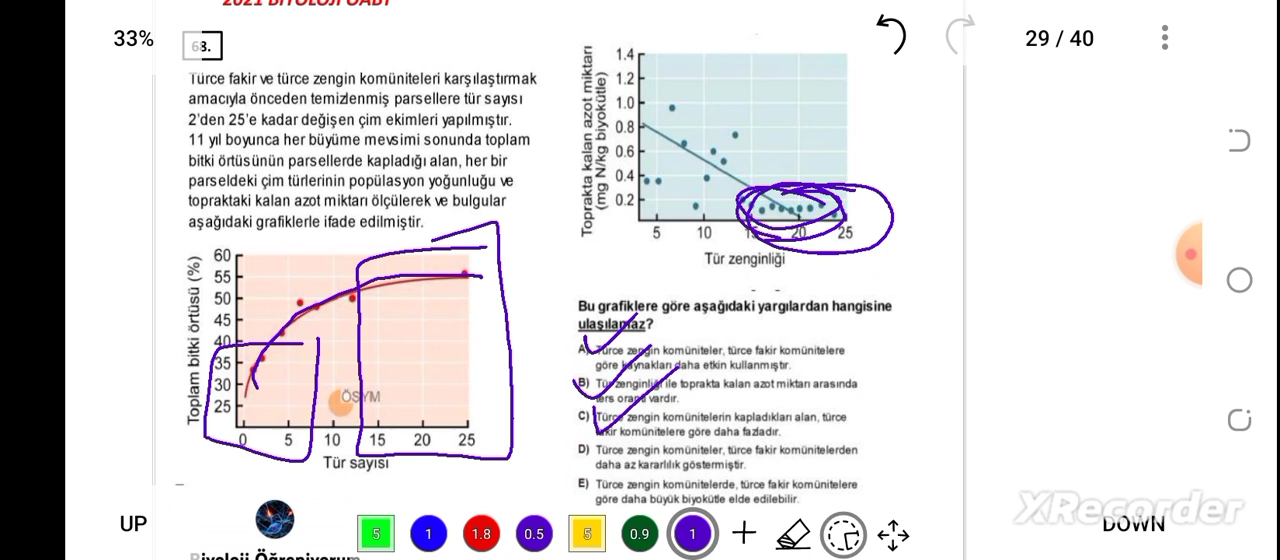 2021 BİYOLOJİ ÖABT
33%
68.
29 / 40
Türce fakir ve türce zengin komüniteleri karşılaştırmak
amacıyla önceden temizlenmiş parsellere tür sayısı
2'den 25'e kadar değişen çim ekimleri yapılmıştır.
11 yıl boyunca her büyüme mevsimi sonunda toplam
bitki örtüsünün parsellerde kapladığı alan, her bir
parseldeki çim türlerinin popülasyon yoğunluğu ve
topraktaki kalan azot miktarı ölçülerek ve bulgular
aşağıdaki grafiklerle ifade edilmiştir.
Toplam bitki örtüsü (%)
60
55
50
45
40
35
30
25
ÖSYM
0 5 10 15 20 25
Tür sayısı
Toprakta kalan azot miktarı
(mg N/kg biyokütle)
1.4
1.2
1.0
0.8
0.6
0.4
0.2
5 10 15 20 25
Tür zenginliği
Bu grafiklere göre aşağıdaki yargılardan hangisine
ulaşılamaz?
A) Türce zengin komüniteler, türce fakir komünitelere
göre kaynakları daha etkin kullanmıştır.
B) Tür zenginliği ile toprakta kalan azot miktarı arasında
ters orantı vardır.
C) Türce zengin komünitelerin kapladıkları alan, türce
fakir komünitelere göre daha fazladır.
D) Türce zengin komüniteler, türce fakir komünitelerden
daha az kararlılık göstermiştir.
E) Türce zengin komünitelerde, türce fakir komünitelere
göre daha büyük biyokütle elde edilebilir.
UP
5 1 1.8 0.5 5 0.9 1
XRecorder
DOWN
Biyoloji Öğreniyorum